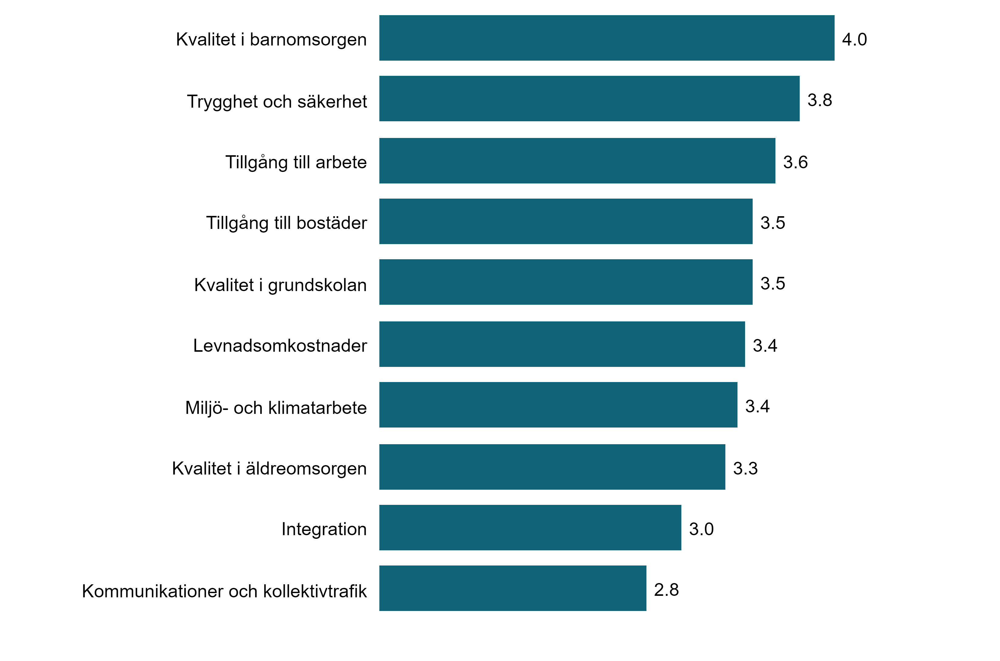 Kvalitet i barnomsorgen 4.0
Trygghet och säkerhet 3.8
Tillgång till arbete 3.6
Tillgång till bostäder 3.5
Kvalitet i grundskolan 3.5
Levnadsomkostnader 3.4
Miljö- och klimatarbete 3.4
Kvalitet i äldreomsorgen 3.3
Integration 3.0
Kommunikationer och kollektivtrafik 2.8